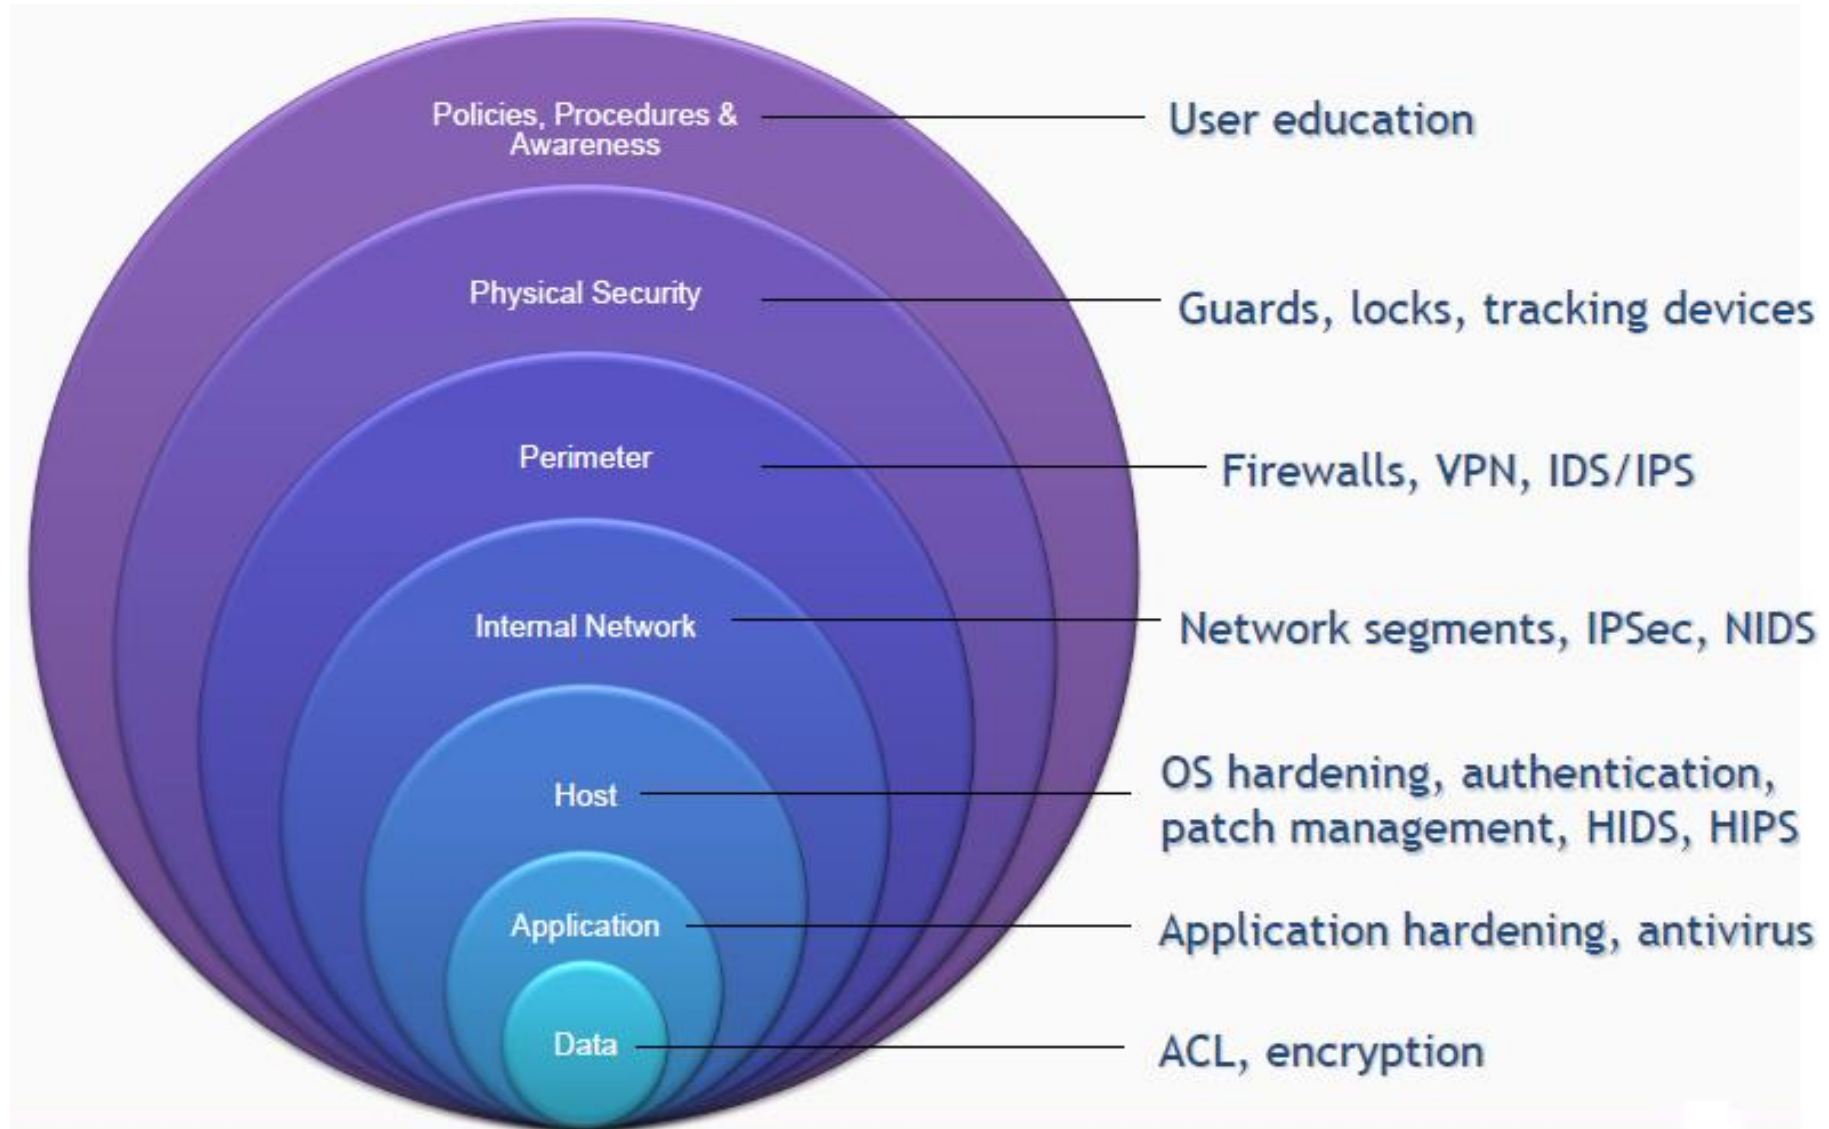 Policies, Procedures &
Awareness
User education
Physical Security
Guards, locks, tracking devices
Perimeter
Firewalls, VPN, IDS/IPS
Internal Network
Network segments, IPSec, NIDS
Host
OS hardening, authentication,
patch management, HIDS, HIPS
Application
Application hardening, antivirus
Data
ACL, encryption